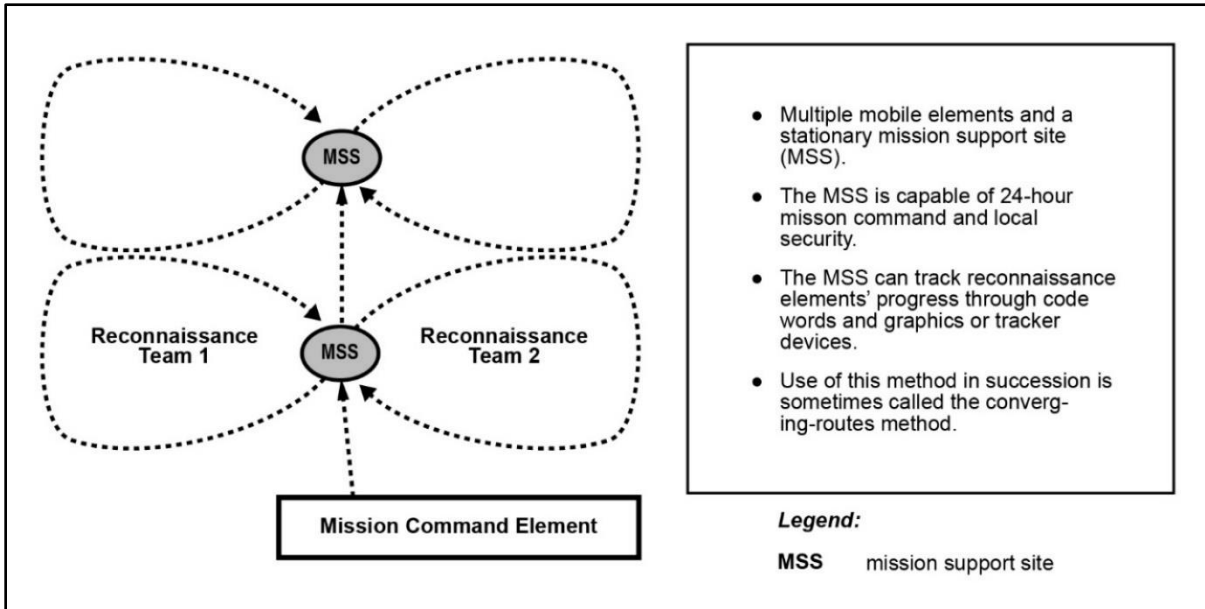 MSS
Reconnaissance
Team 1
MSS
Reconnaissance
Team 2
Mission Command Element
● Multiple mobile elements and a
stationary mission support site
(MSS).
● The MSS is capable of 24-hour
misson command and local
security.
● The MSS can track reconnaissance
elements’ progress through code
words and graphics or tracker
devices.
● Use of this method in succession is
sometimes called the converg-
ing-routes method.
Legend:
MSS mission support site